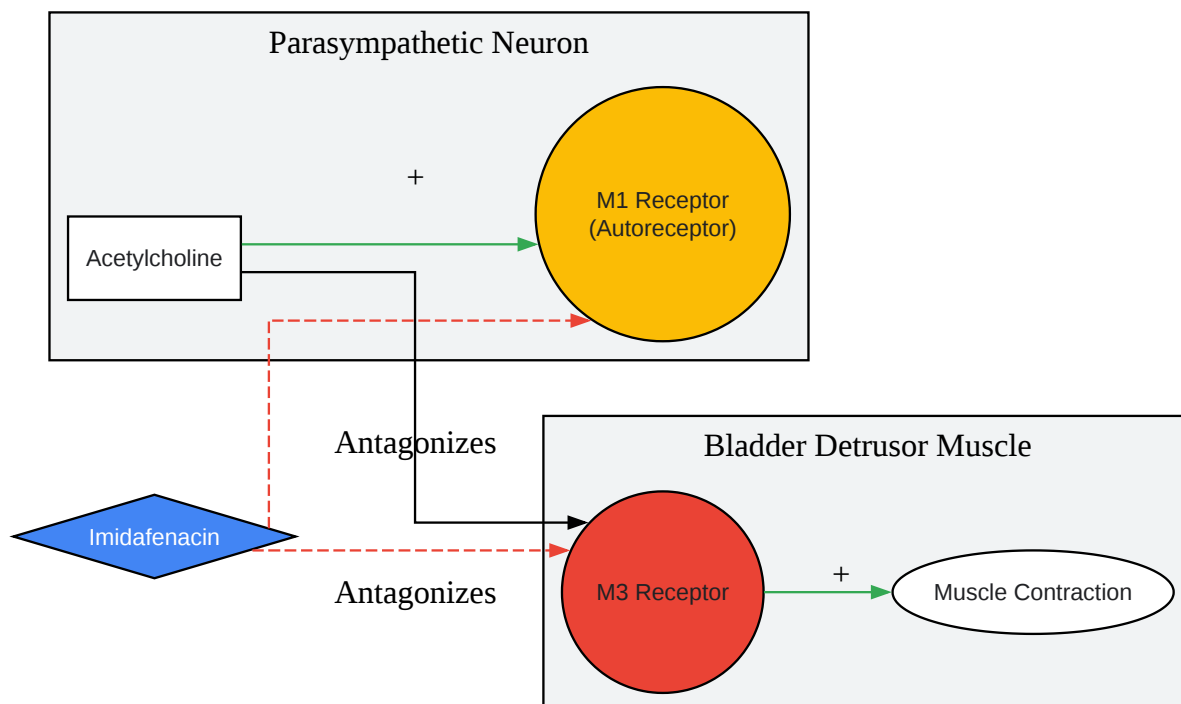 Parasympathetic Neuron
+
M1 Receptor
(Autoreceptor)
Acetylcholine
Antagonizes
Bladder Detrusor Muscle
Imidafenacin
Antagonizes
M3 Receptor
+
Muscle Contraction